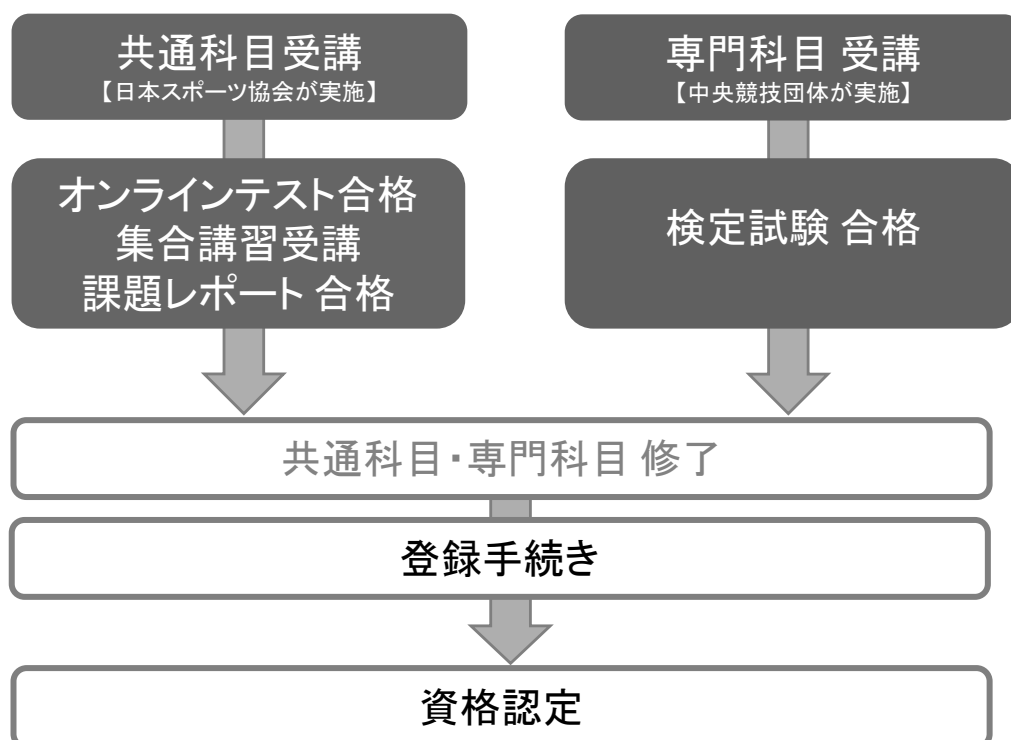 共通科目受講
【日本スポーツ協会が実施】
オンラインテスト合格
集合講習受講
課題レポート 合格
専門科目 受講
【中央競技団体が実施】
検定試験 合格
共通科目・専門科目 修了
登録手続き
資格認定